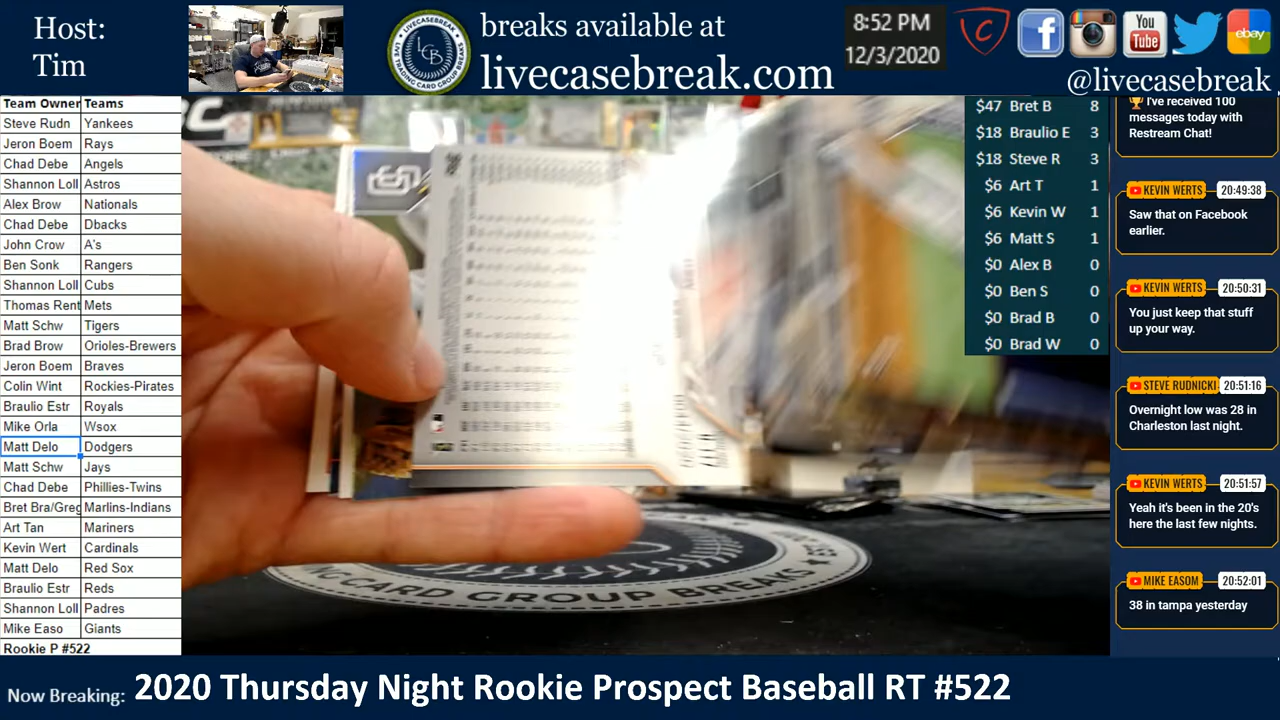 Host:
Tim
LIVECASEBREAK
LCB
LIVE TRADING CARD GROUP BREAKS
breaks available at
livecasebreak.com
8:52 PM
12/3/2020
You
Tube
ebay
@livecasebreak
Team Owner Teams
Steve Rudn Yankees
Jeron Boem Rays
Chad Debe Angels
Shannon Loll Astros
Alex Brow Nationals
Chad Debe Dbacks
John Crow A's
Ben Sonk Rangers
Shannon Loll Cubs
Thomas Rent Mets
Matt Schw Tigers
Brad Brow Orioles-Brewers
Jeron Boem Braves
Colin Wint Rockies-Pirates
Braulio Estr Royals
Mike Orla Wsox
Matt Delo Dodgers
Matt Schw Jays
Chad Debe Phillies-Twins
Bret Bra/Greg Marlins-Indians
Art Tan Mariners
Kevin Wert Cardinals
Matt Delo Red Sox
Braulio Estr Reds
Shannon Loll Padres
Mike Easo Giants
Rookie P #522
CARD GROUP BREAKS
$47 Bret B 8
$18 Braulio E 3
$18 Steve R 3
$6 Art T 1
$6 Kevin W 1
$6 Matt S 1
$0 Alex B 0
$0 Ben S 0
$0 Brad B 0
$0 Brad W 0
I've received 100
messages today with
Restream Chat!
KEVIN WERTS 20:49:38
Saw that on Facebook
earlier.
KEVIN WERTS 20:50:31
You just keep that stuff
up your way.
STEVE RUDNICKI 20:51:16
Overnight low was 28 in
Charleston last night.
KEVIN WERTS 20:51:57
Yeah it's been in the 20's
here the last few nights.
MIKE EASOM 20:52:01
38 in tampa yesterday
Now Breaking: 2020 Thursday Night Rookie Prospect Baseball RT #522